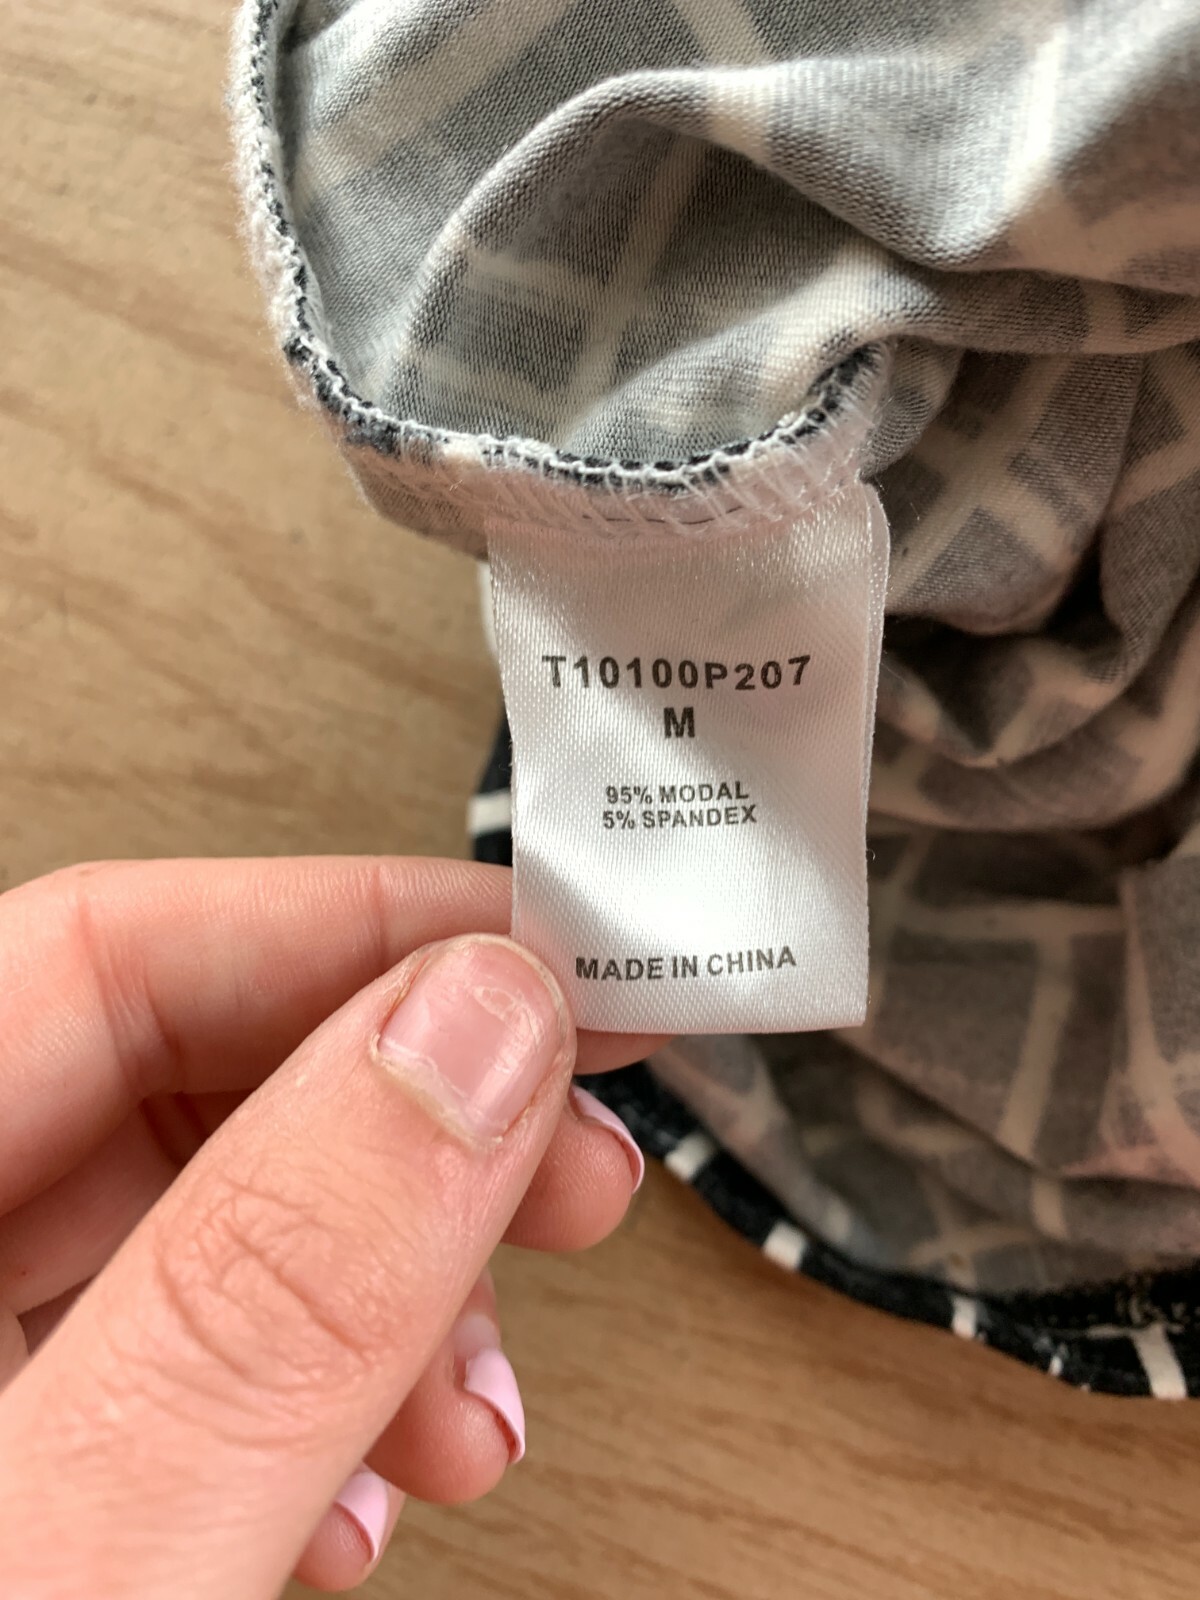 T10100P207
M
95% MODAL
5% SPANDEX
MADE IN CHINA